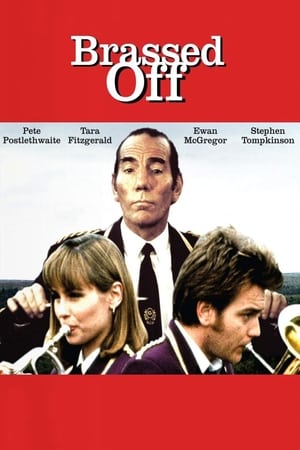 Brassed
Off
Pete Postlethwaite
Tara Fitzgerald
Ewan McGregor
Stephen Tompkinson